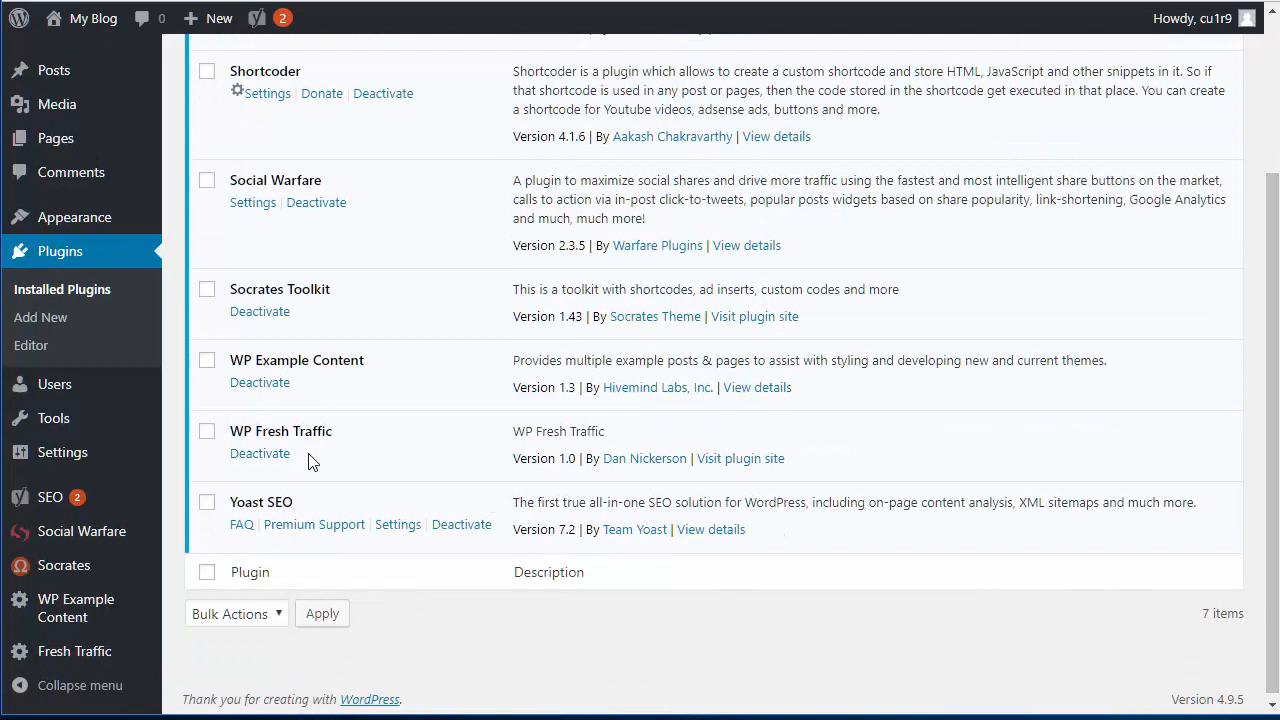 My Blog 0 New 2 Howdy, cu1r9
Posts
Media
Pages
Comments
Appearance
Plugins
Installed Plugins
Add New
Editor
Users
Tools
Settings
SEO 2
Social Warfare
Socrates
WP Example
Content
Fresh Traffic
Collapse menu
Shortcoder
Settings | Donate | Deactivate
Shortcoder is a plugin which allows to create a custom shortcode and store HTML, JavaScript and other snippets in it. So if
that shortcode is used in any post or pages, then the code stored in the shortcode get executed in that place. You can create
a shortcode for Youtube videos, adsense ads, buttons and more.
Version 4.1.6 | By Aakash Chakravarthy | View details
Social Warfare
Settings | Deactivate
A plugin to maximize social shares and drive more traffic using the fastest and most intelligent share buttons on the market,
calls to action via in-post click-to-tweets, popular posts widgets based on share popularity, link-shortening, Google Analytics
and much, much more!
Version 2.3.5 | By Warfare Plugins | View details
Socrates Toolkit
Deactivate
This is a toolkit with shortcodes, ad inserts, custom codes and more
Version 1.43 | By Socrates Theme | Visit plugin site
WP Example Content
Deactivate
Provides multiple example posts & pages to assist with styling and developing new and current themes.
Version 1.3 | By Hivemind Labs, Inc. | View details
WP Fresh Traffic
Deactivate
WP Fresh Traffic
Version 1.0 | By Dan Nickerson | Visit plugin site
Yoast SEO
FAQ | Premium Support | Settings | Deactivate
The first true all-in-one SEO solution for WordPress, including on-page content analysis, XML sitemaps and much more.
Version 7.2 | By Team Yoast | View details
Plugin Description
Bulk Actions Apply 7 items
Thank you for creating with WordPress. Version 4.9.5